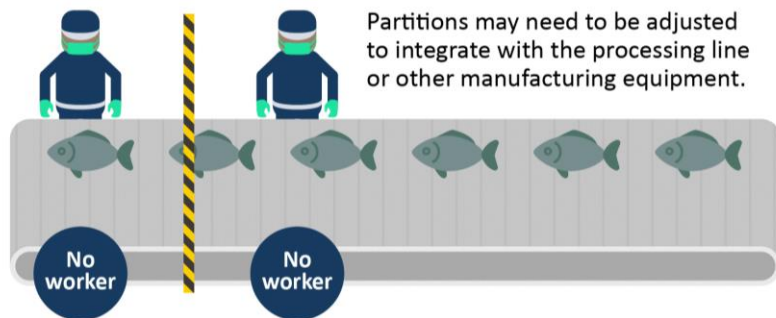 Partitions may need to be adjusted
to integrate with the processing line
or other manufacturing equipment.
No
worker
No
worker